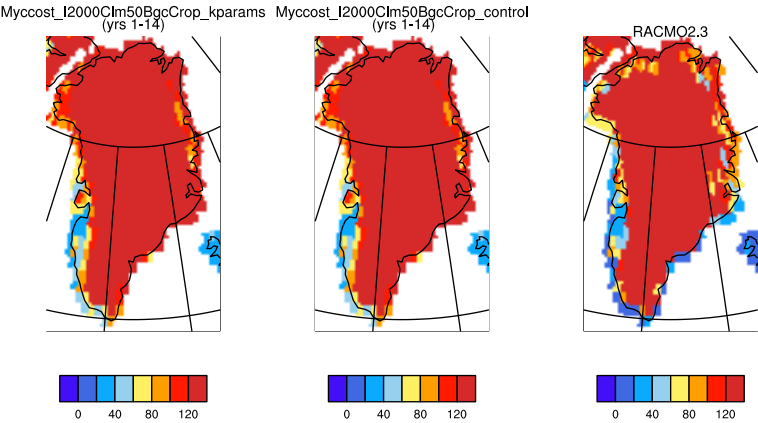 Myccost_I2000Clm50BgcCrop_kparams
(yrs 1-14)
Myccost_I2000Clm50BgcCrop_control
(yrs 1-14)
RACMO2.3
0 40 80 120
0 40 80 120
0 40 80 120